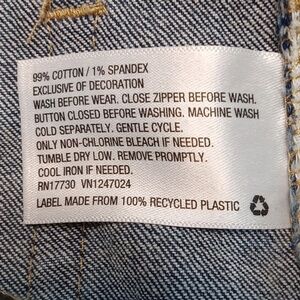 99% COTTON / 1% SPANDEX
EXCLUSIVE OF DECORATION
WASH BEFORE WEAR. CLOSE ZIPPER BEFORE WASH.
BUTTON CLOSED BEFORE WASHING. MACHINE WASH
COLD SEPARATELY. GENTLE CYCLE.
ONLY NON-CHLORINE BLEACH IF NEEDED.
TUMBLE DRY LOW. REMOVE PROMPTLY.
COOL IRON IF NEEDED.
RN17730 VN1247024
LABEL MADE FROM 100% RECYCLED PLASTIC